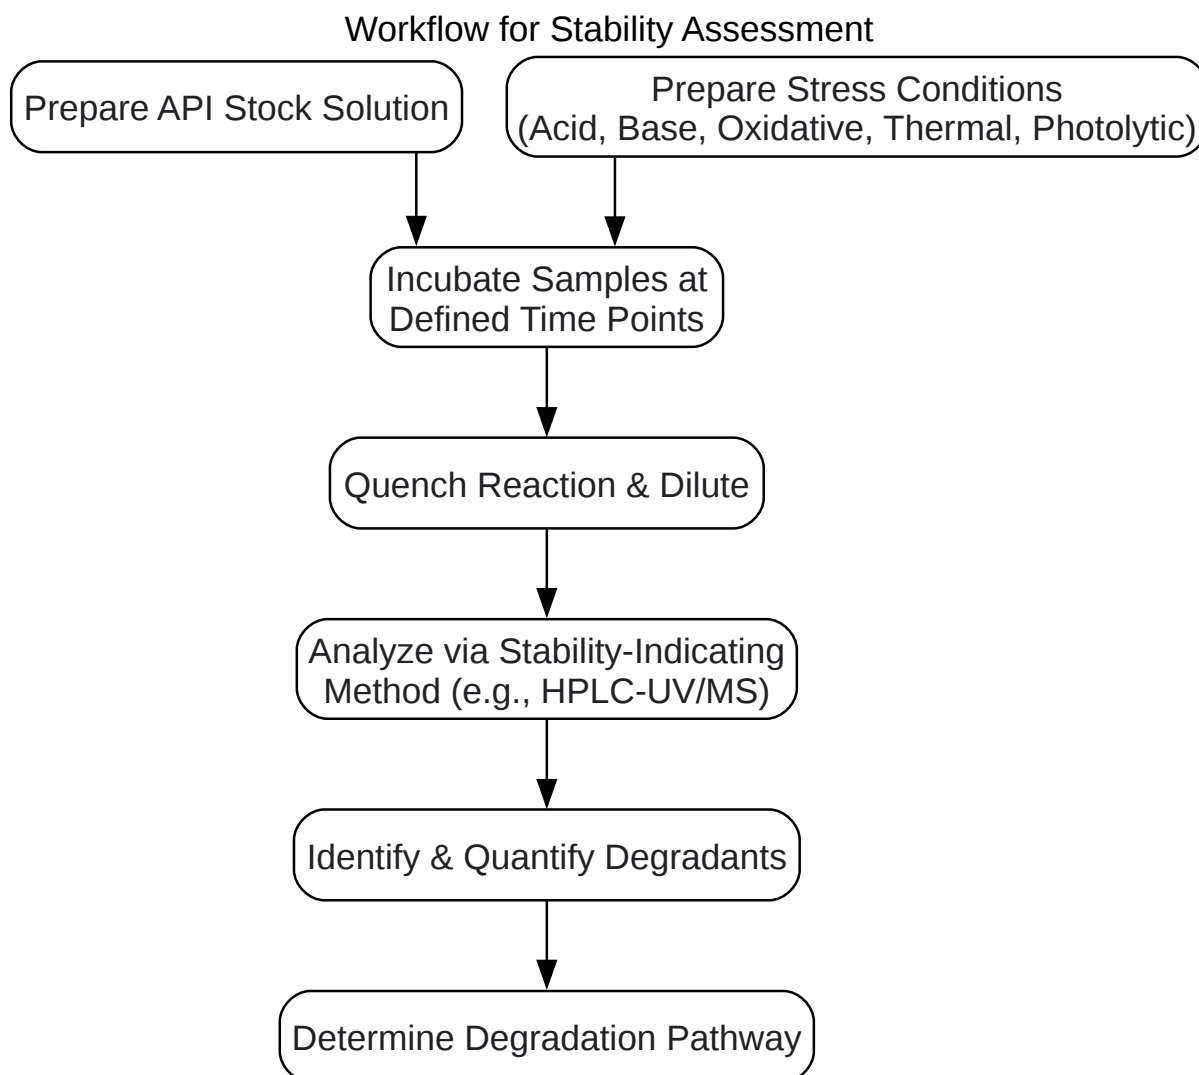 Workflow for Stability Assessment
Prepare API Stock Solution
Prepare Stress Conditions
(Acid, Base, Oxidative, Thermal, Photolytic)
Incubate Samples at
Defined Time Points
Quench Reaction & Dilute
Analyze via Stability-Indicating
Method (e.g., HPLC-UV/MS)
Identify & Quantify Degradants
Determine Degradation Pathway